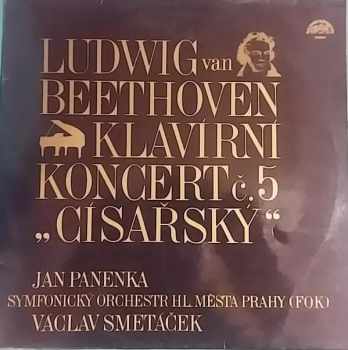 LUDWIG van
BEETHOVEN
KLAVÍRNÍ
KONCERT č. 5
„CÍSAŘSKÝ“
JAN PANENKA
SYMFONICKÝ ORCHESTR HL. MĚSTA PRAHY (FOK)
VÁCLAV SMETÁČEK